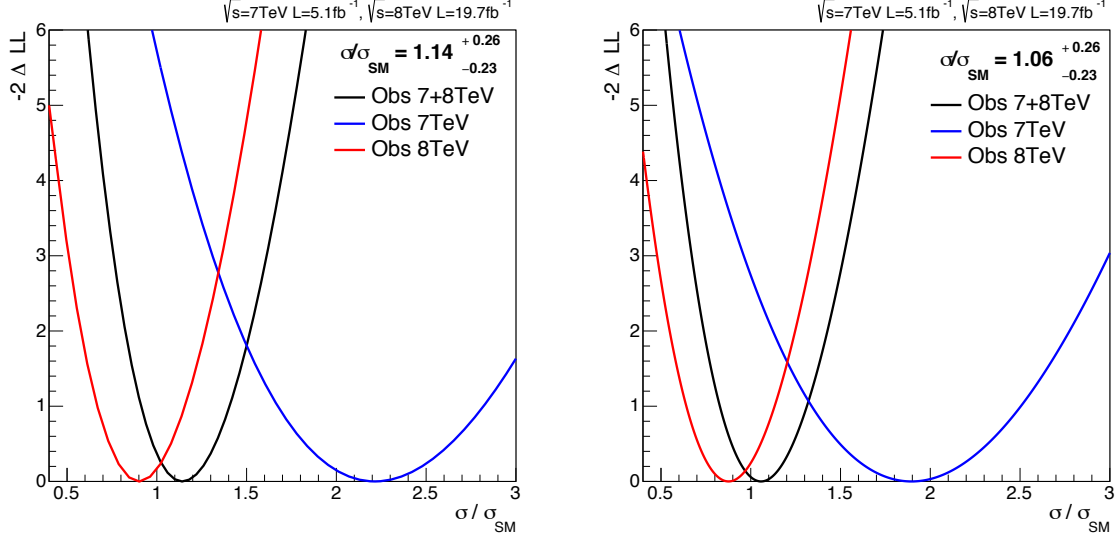 √s=7TeV L=5.1fb⁻¹, √s=8TeV L=19.7fb⁻¹
-2 Δ LL
6
5
4
3
2
1
0
σ/σ_SM = 1.14 +0.26 −0.23
Obs 7+8TeV
Obs 7TeV
Obs 8TeV
0.5 1 1.5 2 2.5 3
σ / σ_SM
√s=7TeV L=5.1fb⁻¹, √s=8TeV L=19.7fb⁻¹
-2 Δ LL
6
5
4
3
2
1
0
σ/σ_SM = 1.06 +0.26 −0.23
Obs 7+8TeV
Obs 7TeV
Obs 8TeV
0.5 1 1.5 2 2.5 3
σ / σ_SM